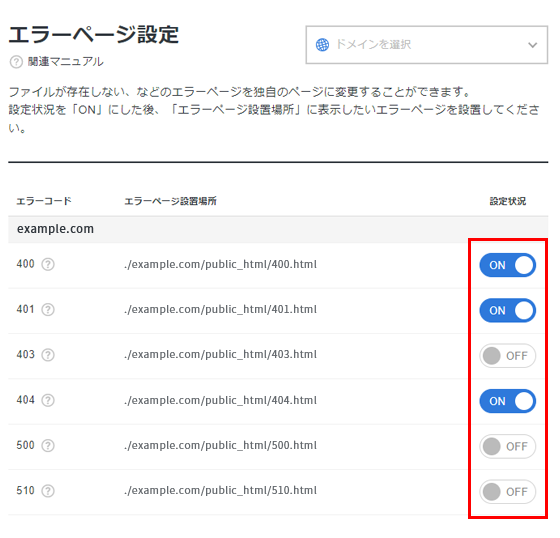 エラーページ設定
ドメインを選択
? 関連マニュアル
ファイルが存在しない、などのエラーページを独自のページに変更することができます。
設定状況を「ON」にした後、「エラーページ設置場所」に表示したいエラーページを設置してくださ
い。
エラーコード エラーページ設置場所 設定状況
example.com
400 ? ./example.com/public_html/400.html ON
401 ? ./example.com/public_html/401.html ON
403 ? ./example.com/public_html/403.html OFF
404 ? ./example.com/public_html/404.html ON
500 ? ./example.com/public_html/500.html OFF
510 ? ./example.com/public_html/510.html OFF